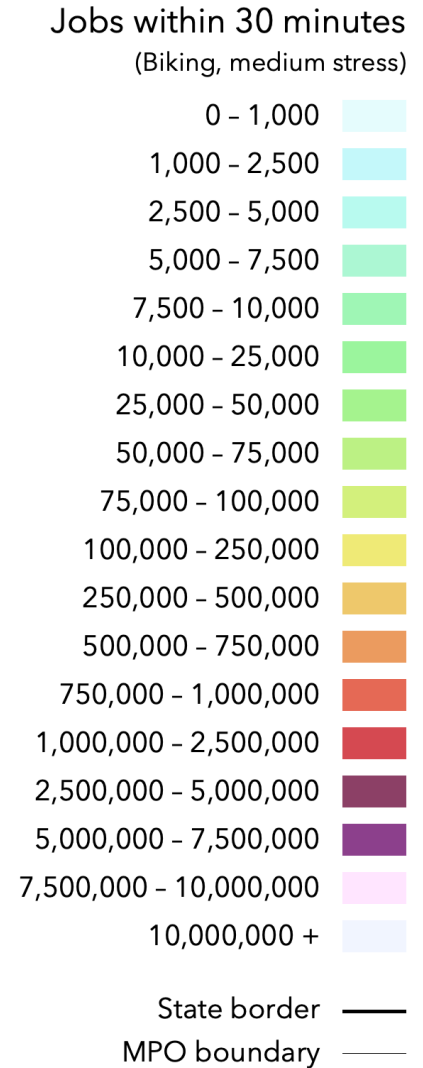 Jobs within 30 minutes
(Biking, medium stress)
0 – 1,000
1,000 – 2,500
2,500 – 5,000
5,000 – 7,500
7,500 – 10,000
10,000 – 25,000
25,000 – 50,000
50,000 – 75,000
75,000 – 100,000
100,000 – 250,000
250,000 – 500,000
500,000 – 750,000
750,000 – 1,000,000
1,000,000 – 2,500,000
2,500,000 – 5,000,000
5,000,000 – 7,500,000
7,500,000 – 10,000,000
10,000,000 +
State border
MPO boundary